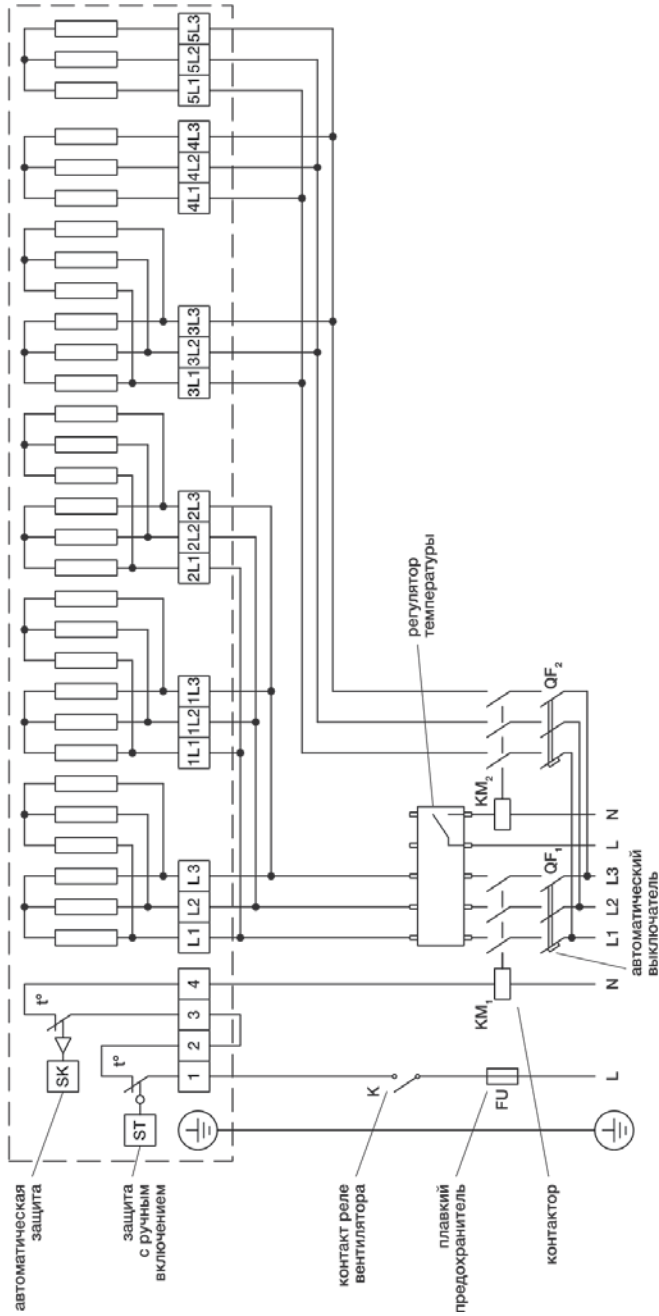 автоматическая
защита
защита
с ручным
включением
контакт реле
вентилятора
плавкий
предохранитель
контактор
автоматический
выключатель
регулятор
температуры
SK
t°
ST
t°
1
2
3
4
L1
L2
L3
1L1
1L2
1L3
2L1
2L2
2L3
3L1
3L2
3L3
4L1
4L2
4L3
5L1
5L2
5L3
K
FU
KM1
QF1
KM2
QF2
L
N
L1
L2
L3
L
N